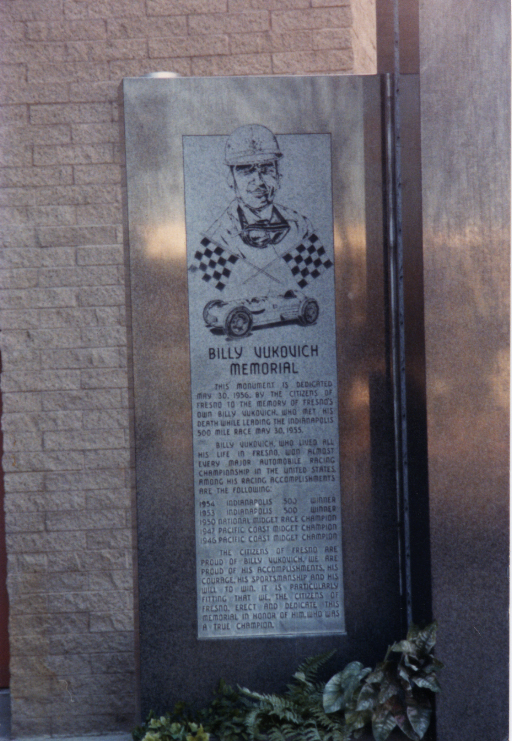 BILLY VUKOVICH
MEMORIAL
THIS MONUMENT IS DEDICATED
MAY 30, 1956, BY THE CITIZENS OF
FRESNO TO THE MEMORY OF FRESNO'S
OWN BILLY VUKOVICH, WHO MET HIS
DEATH WHILE LEADING THE INDIANAPOLIS
500 MILE RACE MAY 30, 1955.
BILLY VUKOVICH, WHO LIVED ALL
HIS LIFE IN FRESNO, WON ALMOST
EVERY MAJOR AUTOMOBILE RACING
CHAMPIONSHIP IN THE UNITED STATES.
AMONG HIS RACING ACCOMPLISHMENTS
ARE THE FOLLOWING:
1954 INDIANAPOLIS 500 WINNER
1953 INDIANAPOLIS 500 WINNER
1950 NATIONAL MIDGET RACE CHAMPION
1947 PACIFIC COAST MIDGET CHAMPION
1946 PACIFIC COAST MIDGET CHAMPION
THE CITIZENS OF FRESNO ARE
PROUD OF BILLY VUKOVICH. WE ARE
PROUD OF HIS ACCOMPLISHMENTS, HIS
COURAGE, HIS SPORTSMANSHIP AND HIS
WILL TO WIN. IT IS PARTICULARLY
FITTING THAT WE, THE CITIZENS OF
FRESNO, ERECT AND DEDICATE THIS
MEMORIAL IN HONOR OF HIM WHO WAS
A TRUE CHAMPION.